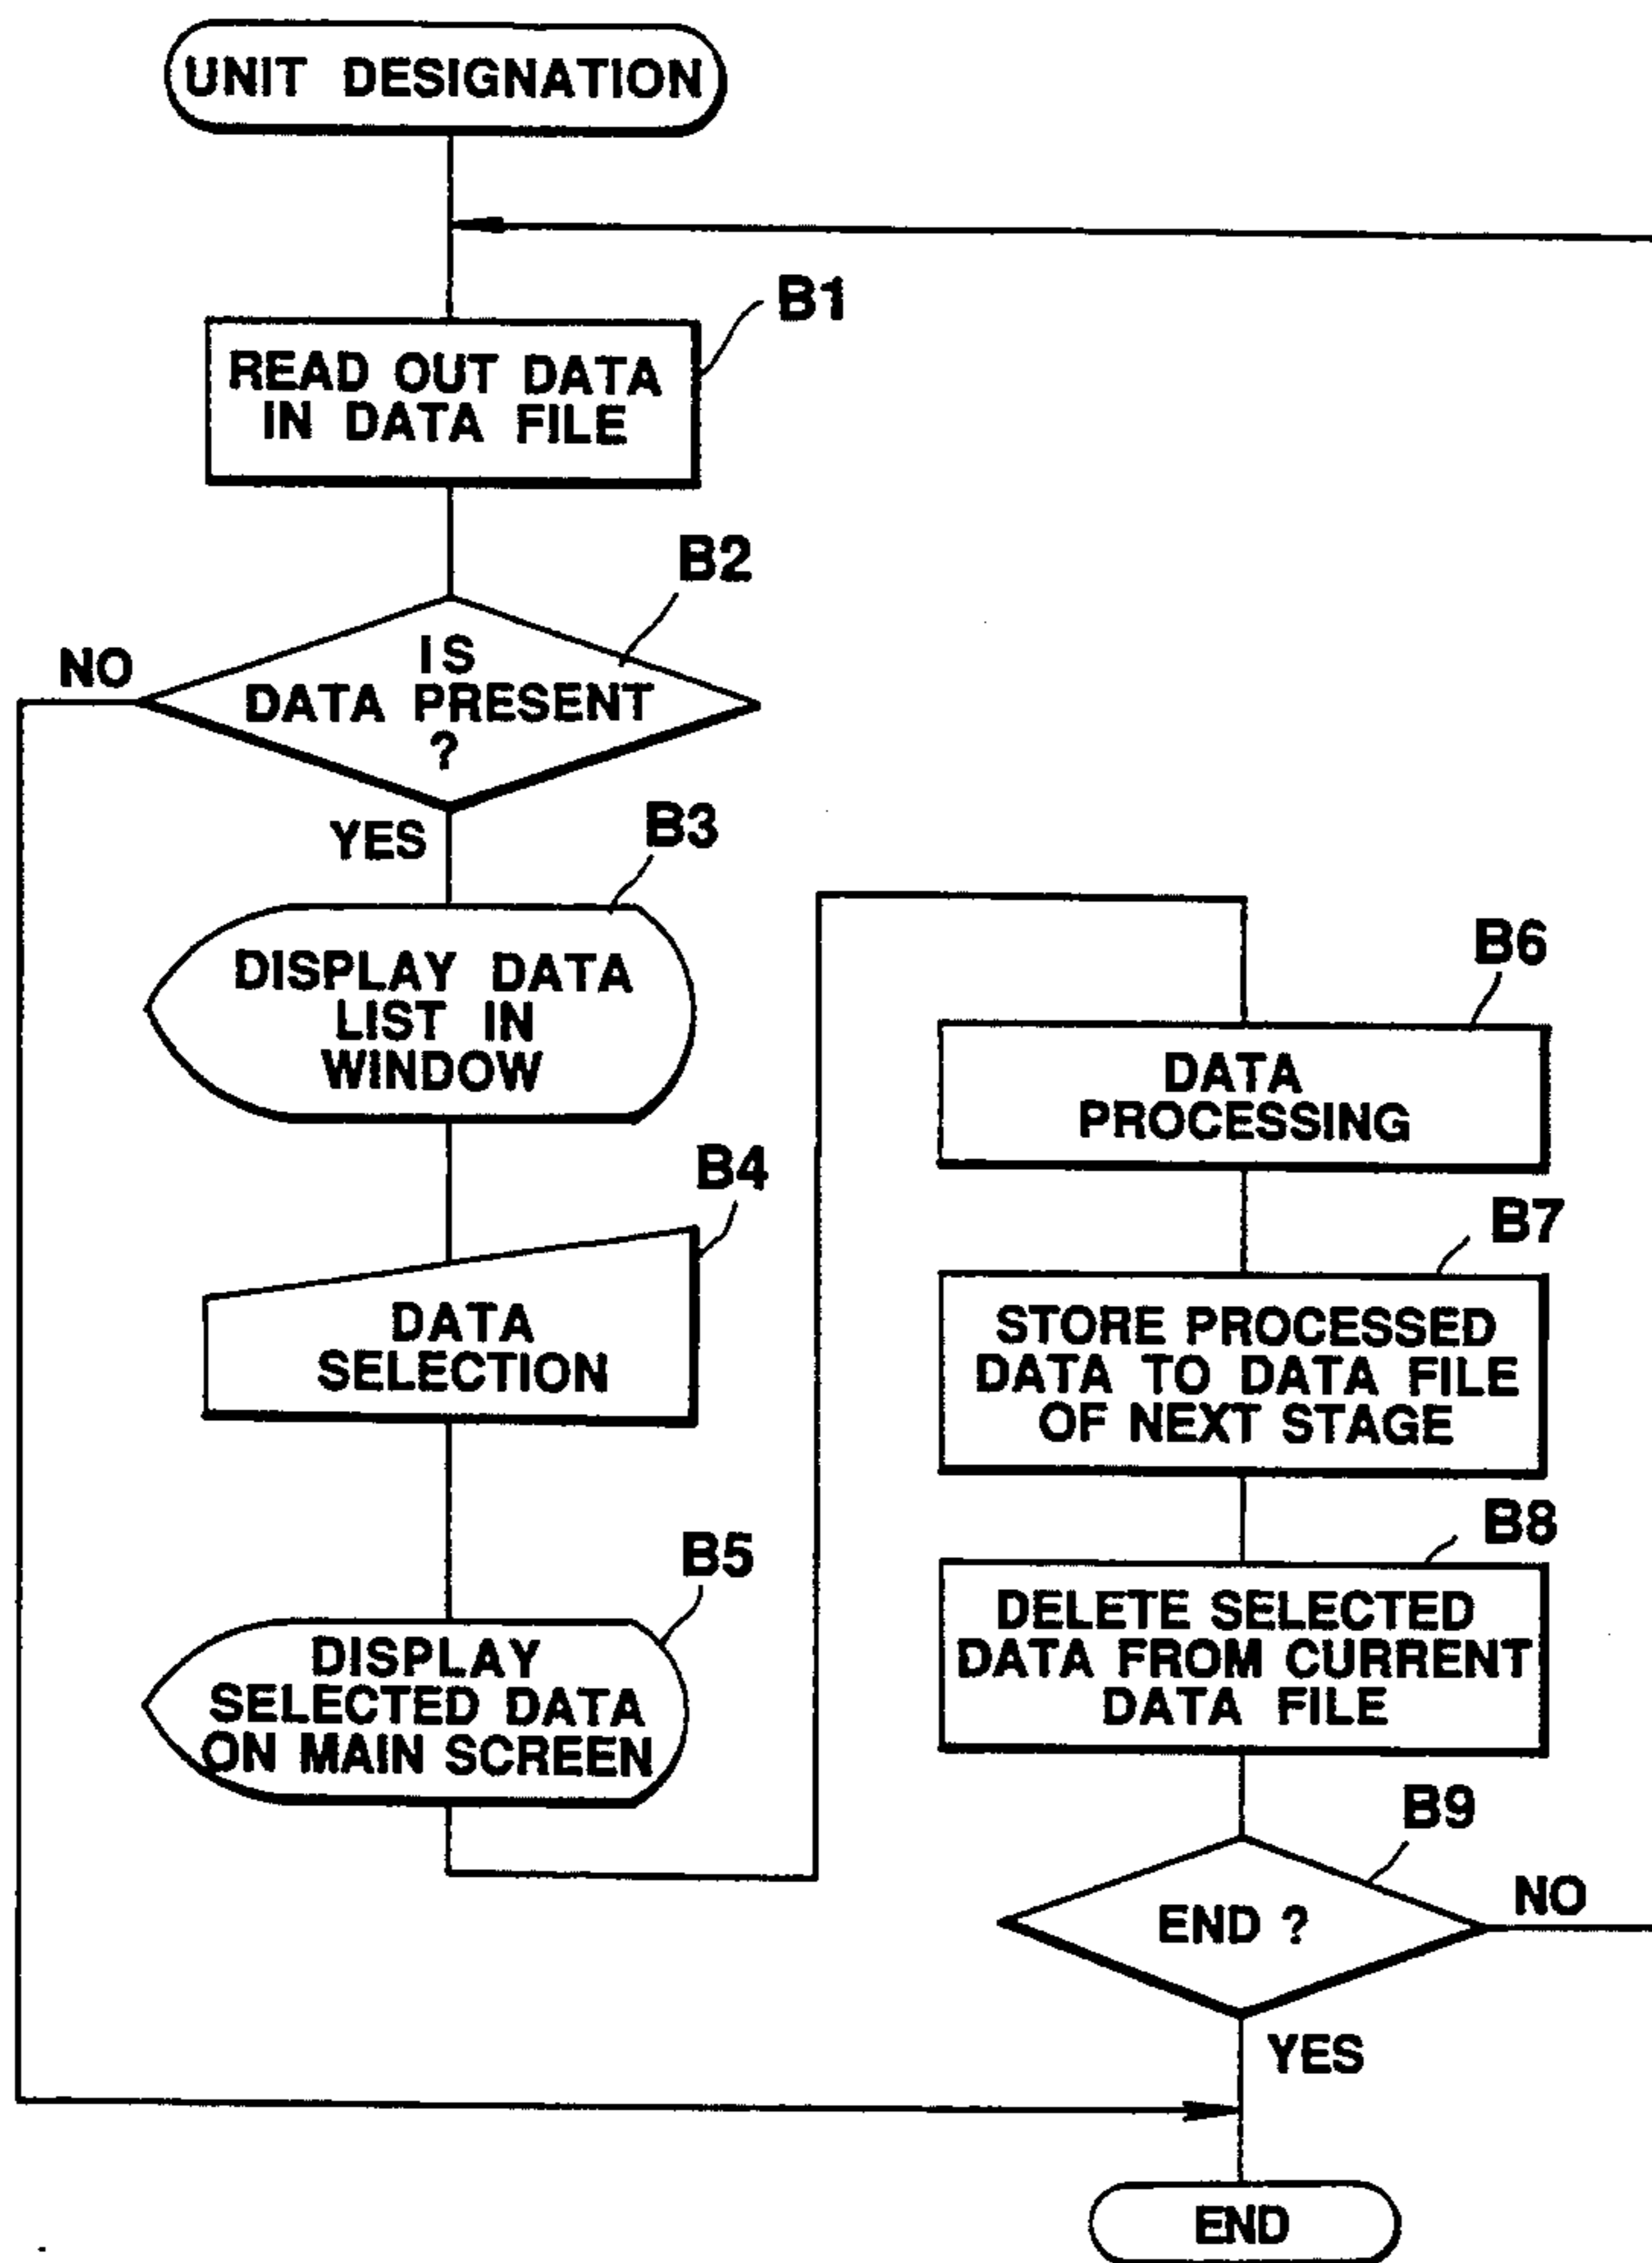 UNIT DESIGNATION
B1
READ OUT DATA
IN DATA FILE
B2
NO
IS
DATA PRESENT
?
YES
B3
DISPLAY DATA
LIST IN
WINDOW
B4
DATA
SELECTION
B5
DISPLAY
SELECTED DATA
ON MAIN SCREEN
B6
DATA
PROCESSING
B7
STORE PROCESSED
DATA TO DATA FILE
OF NEXT STAGE
B8
DELETE SELECTED
DATA FROM CURRENT
DATA FILE
B9
END ?
NO
YES
END